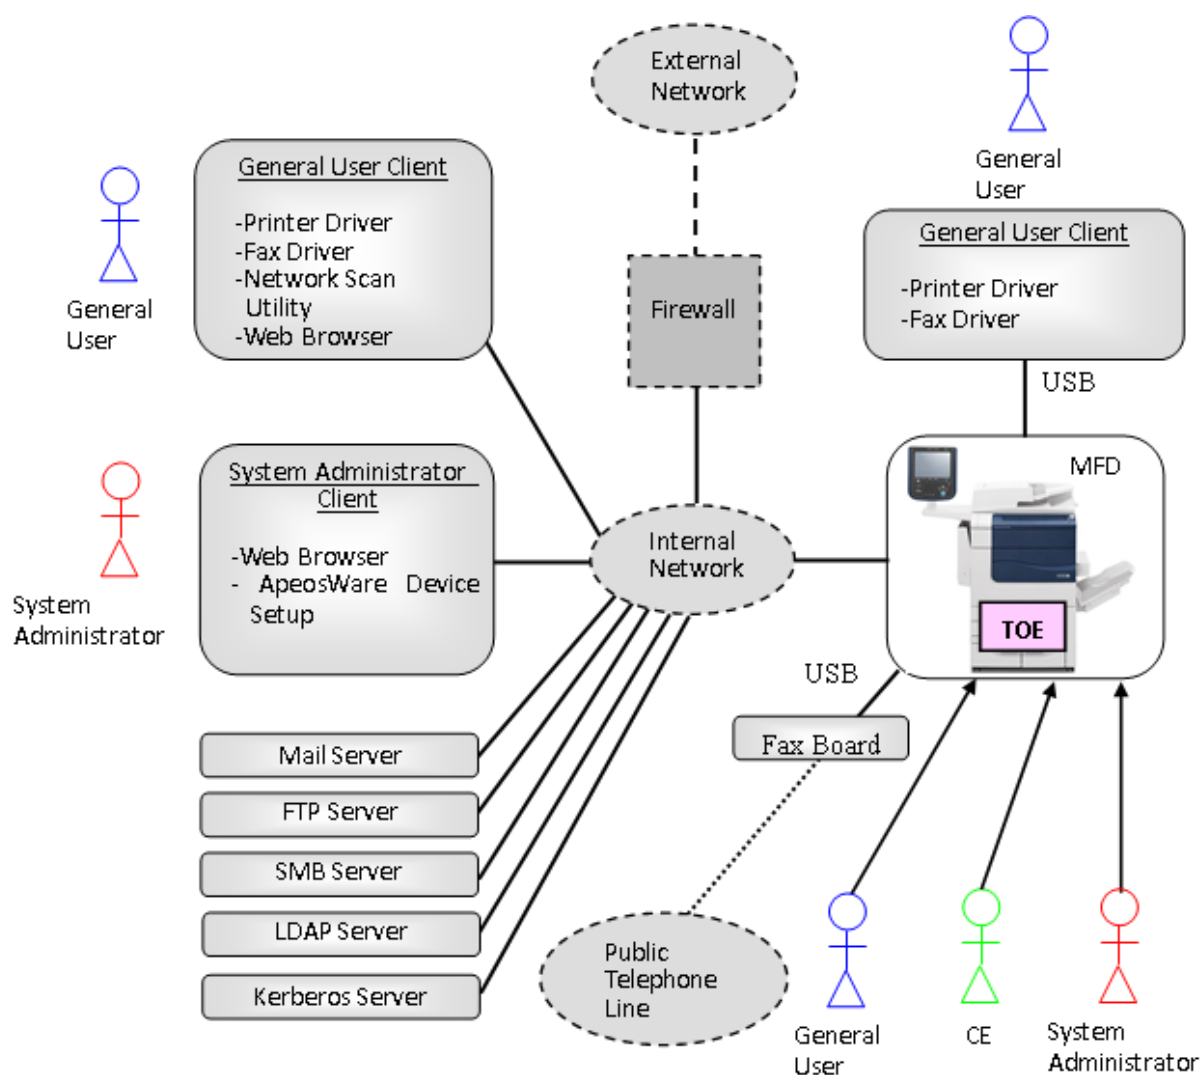 External
Network
General
User
General User Client
-Printer Driver
-Fax Driver
-Network Scan
Utility
-Web Browser
General
User
Firewall
General User Client
-Printer Driver
-Fax Driver
USB
System Administrator
Client
-Web Browser
- ApeosWare Device
Setup
System
Administrator
Internal
Network
MFD
TOE
USB
Fax Board
Mail Server
FTP Server
SMB Server
LDAP Server
Kerberos Server
Public
Telephone
Line
General
User
CE
System
Administrator